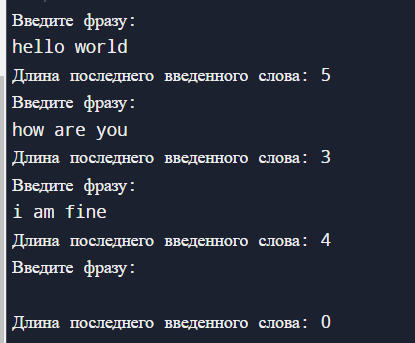 Введите фразу:
hello world
Длина последнего введенного слова: 5
Введите фразу:
how are you
Длина последнего введенного слова: 3
Введите фразу:
i am fine
Длина последнего введенного слова: 4
Введите фразу:
Длина последнего введенного слова: 0